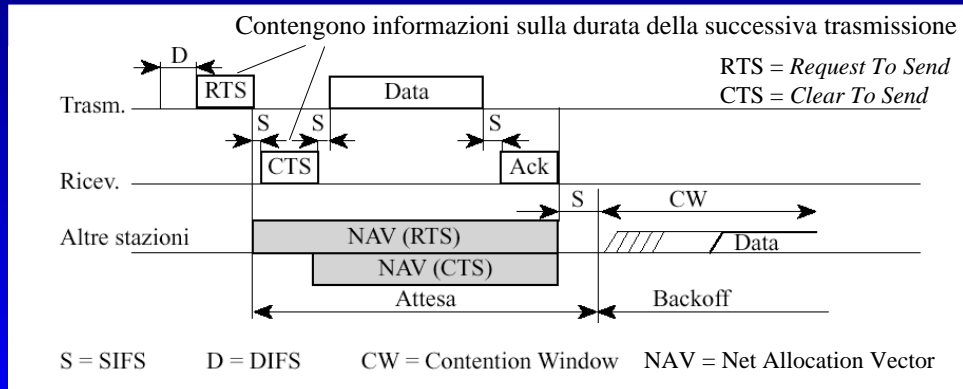 Contengono informazioni sulla durata della successiva trasmissione
D
RTS = Request To Send
CTS = Clear To Send
RTS
Data
Trasm.
S
S
S
CTS
Ack
Ricev.
S
CW
Altre stazioni
NAV (RTS)
Data
NAV (CTS)
Attesa
Backoff
S = SIFS
D = DIFS
CW = Contention Window
NAV = Net Allocation Vector